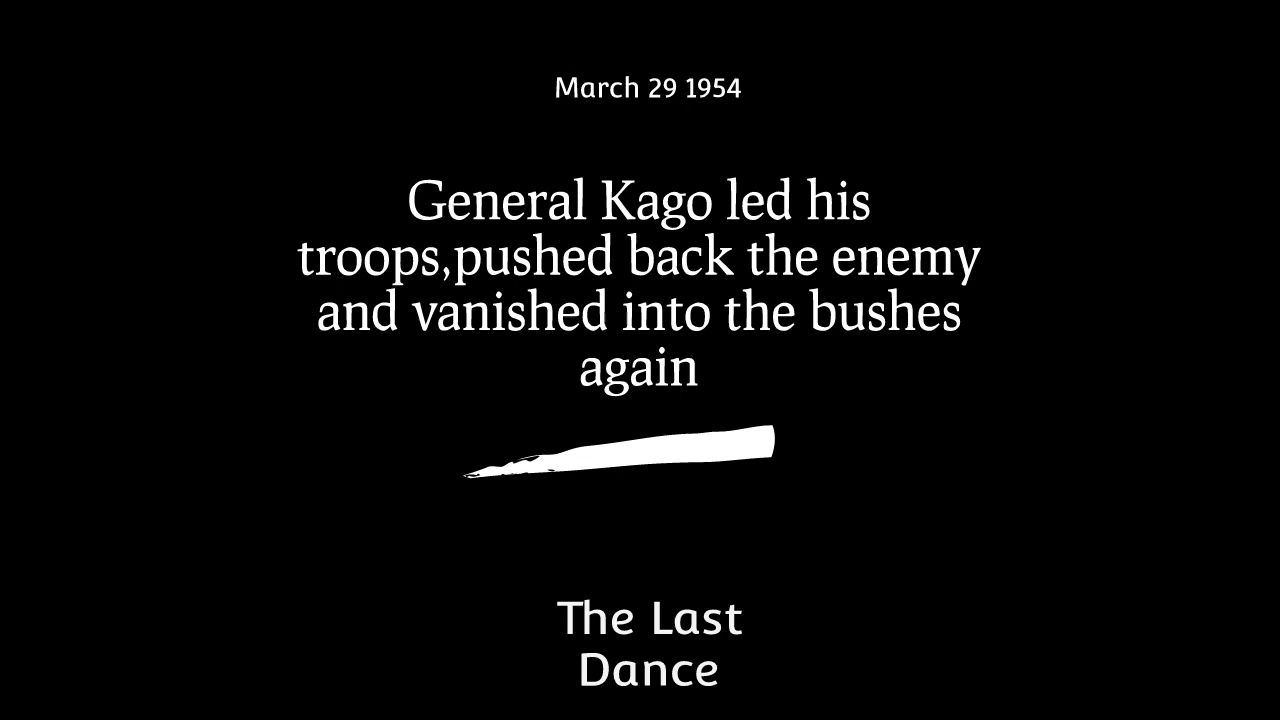 March 29 1954
General Kago led his
troops,pushed back the enemy
and vanished into the bushes
again
The Last
Dance